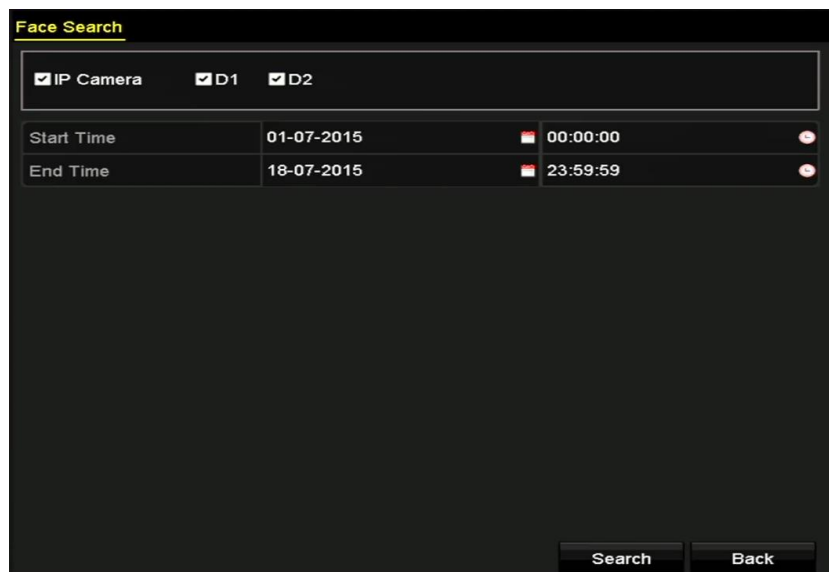 Face Search
IP Camera D1 D2
Start Time 01-07-2015 00:00:00
End Time 18-07-2015 23:59:59
Search Back